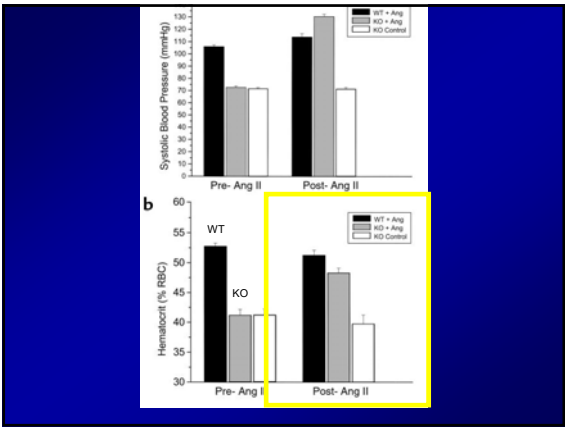 Systolic Blood Pressure (mmHg)
130
120
110
100
90
80
70
60
50
40
30
20
10
0
WT + Ang
KO + Ang
KO Control
Pre- Ang II
Post- Ang II
b
Hematocrit (% RBC)
60
55
50
45
40
35
30
WT
KO
WT + Ang
KO + Ang
KO Control
Pre- Ang II
Post- Ang II